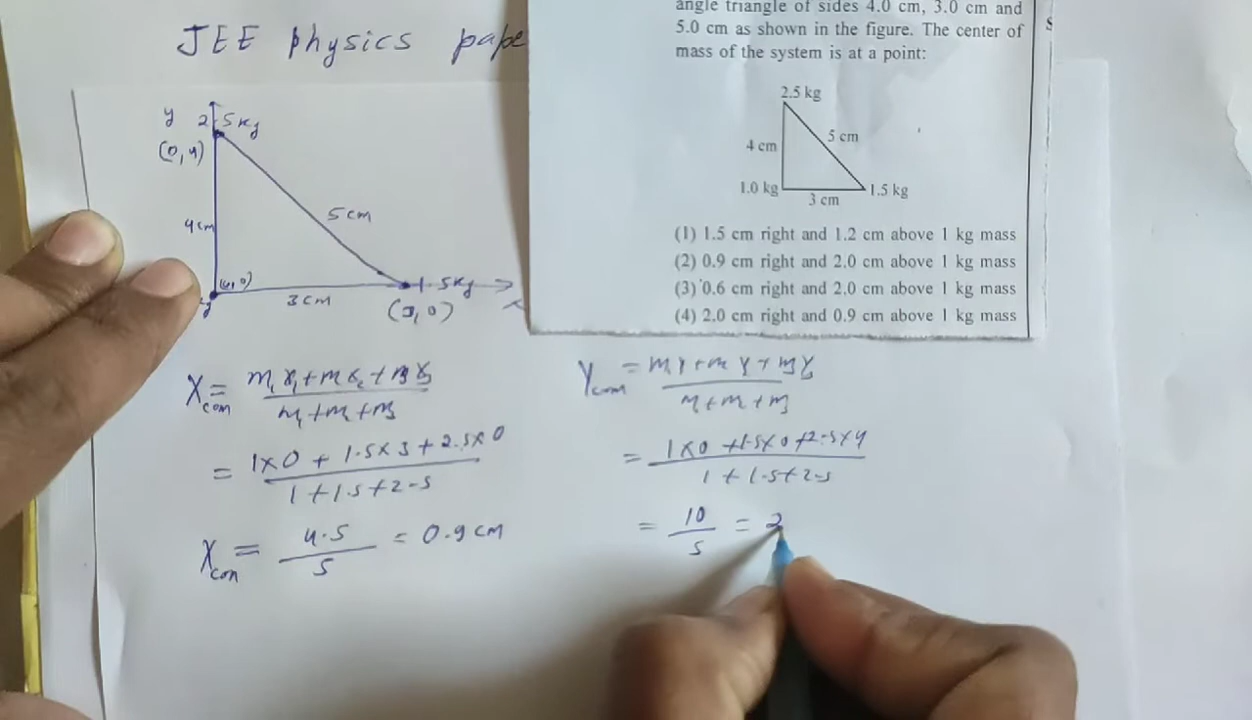 JEE physics pape
angle triangle of sides 4.0 cm, 3.0 cm and
5.0 cm as shown in the figure. The center of
mass of the system is at a point:
2.5 kg
4 cm
5 cm
1.0 kg
1.5 kg
3 cm
(1) 1.5 cm right and 1.2 cm above 1 kg mass
(2) 0.9 cm right and 2.0 cm above 1 kg mass
(3) 0.6 cm right and 2.0 cm above 1 kg mass
(4) 2.0 cm right and 0.9 cm above 1 kg mass
S
y 2.5kg
(0,4)
4cm
5cm
(0,0)
3cm
1.5kg
(3,0)
Xcom = m1x1+mx2+m3x3
m1+m2+m3
= 1×0 + 1.5×3 + 2.5×0
1+1.5+2.5
Xcom = 4.5 = 0.9 cm
5
Ycom = my+my+m3y
m+m+m3
= 1×0 +1.5×0+2.5×4
1+1.5+2.5
= 10 = 2
5